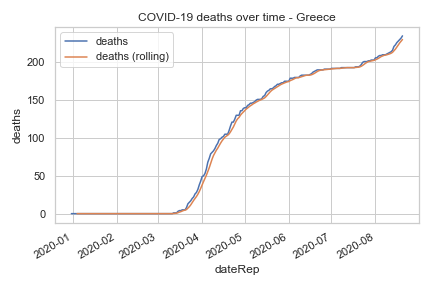 COVID-19 deaths over time - Greece
deaths
deaths (rolling)
200
150
100
50
0
deaths
2020-01
2020-02
2020-03
2020-04
2020-05
2020-06
2020-07
2020-08
dateRep